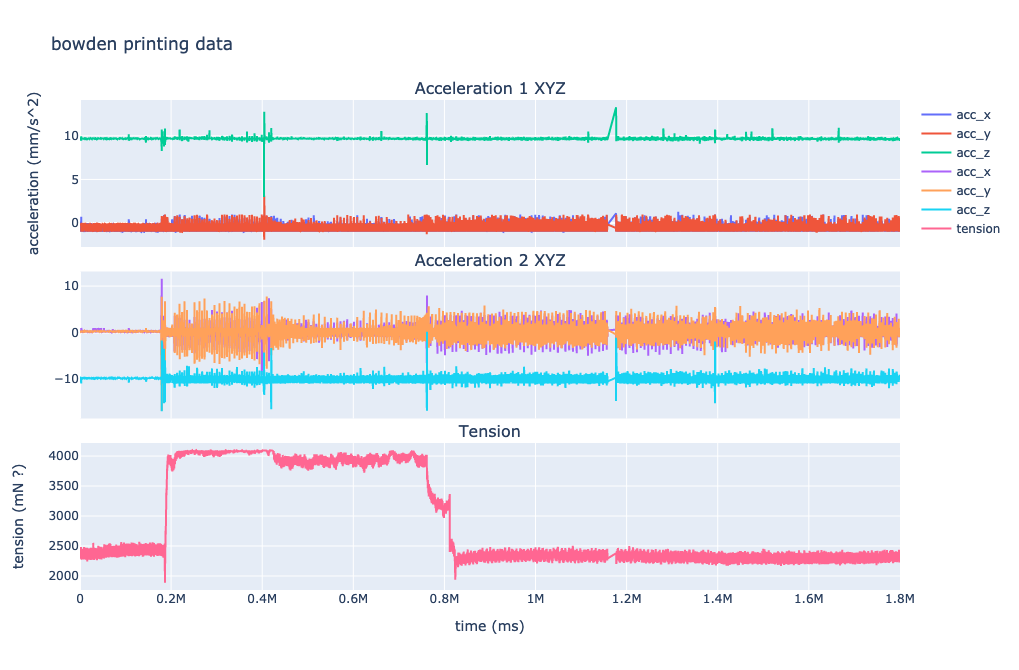 bowden printing data
Acceleration 1 XYZ
acceleration (mm/s^2)
10
5
0
acc_x
acc_y
acc_z
acc_x
acc_y
acc_z
tension
Acceleration 2 XYZ
10
0
−10
Tension
tension (mN ?)
4000
3500
3000
2500
2000
0 0.2M 0.4M 0.6M 0.8M 1M 1.2M 1.4M 1.6M 1.8M
time (ms)